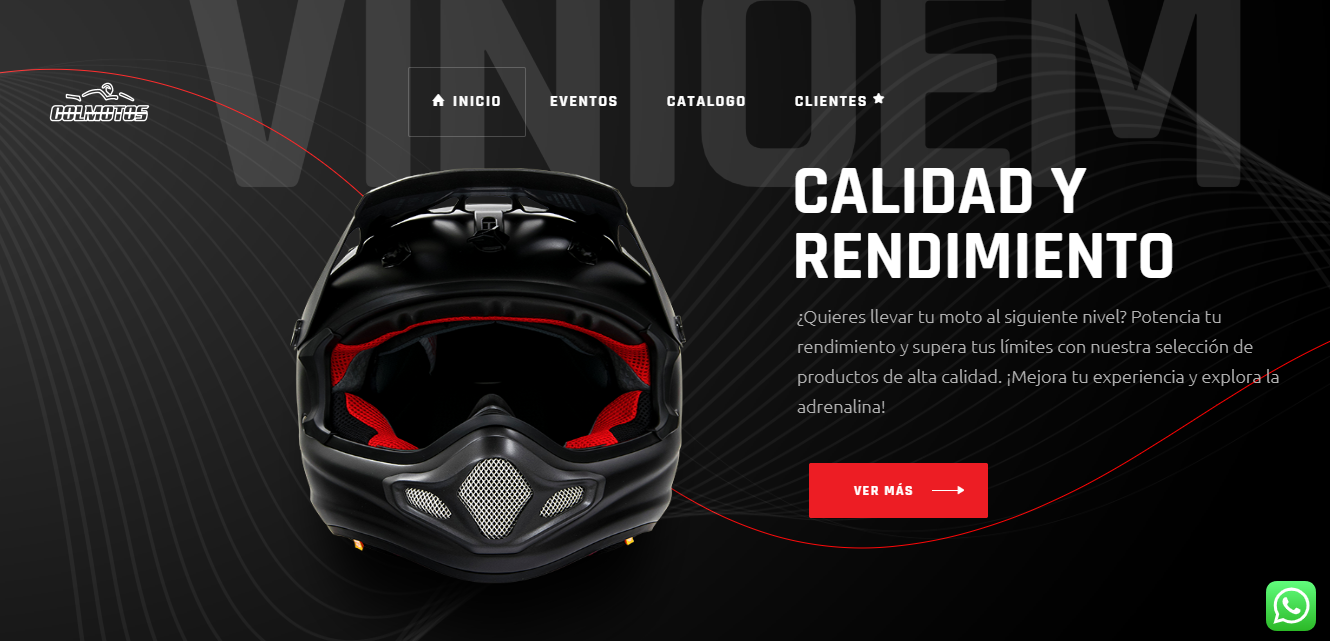 VINIOEM
COLMOTOS
INICIO
EVENTOS
CATALOGO
CLIENTES
CALIDAD Y
RENDIMIENTO
¿Quieres llevar tu moto al siguiente nivel? Potencia tu
rendimiento y supera tus límites con nuestra selección de
productos de alta calidad. ¡Mejora tu experiencia y explora la
adrenalina!
VER MÁS